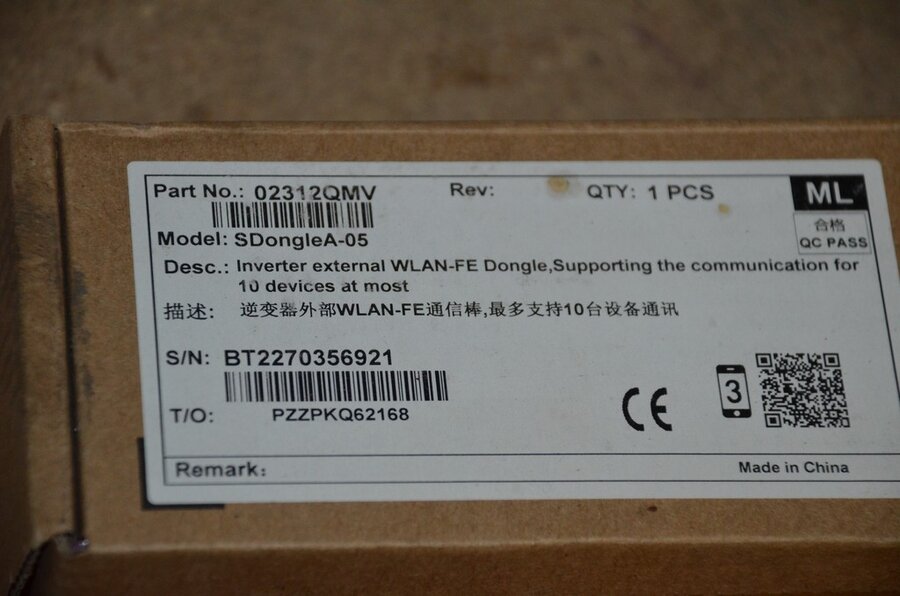 Part No.: 02312QMV Rev: QTY: 1 PCS ML
合格
QC PASS
Model: SDongleA-05
Desc.: Inverter external WLAN-FE Dongle,Supporting the communication for
10 devices at most
描述: 逆变器外部WLAN-FE通信棒,最多支持10台设备通讯
S/N: BT2270356921
T/O: PZZPKQ62168
CE 3
Remark: Made in China